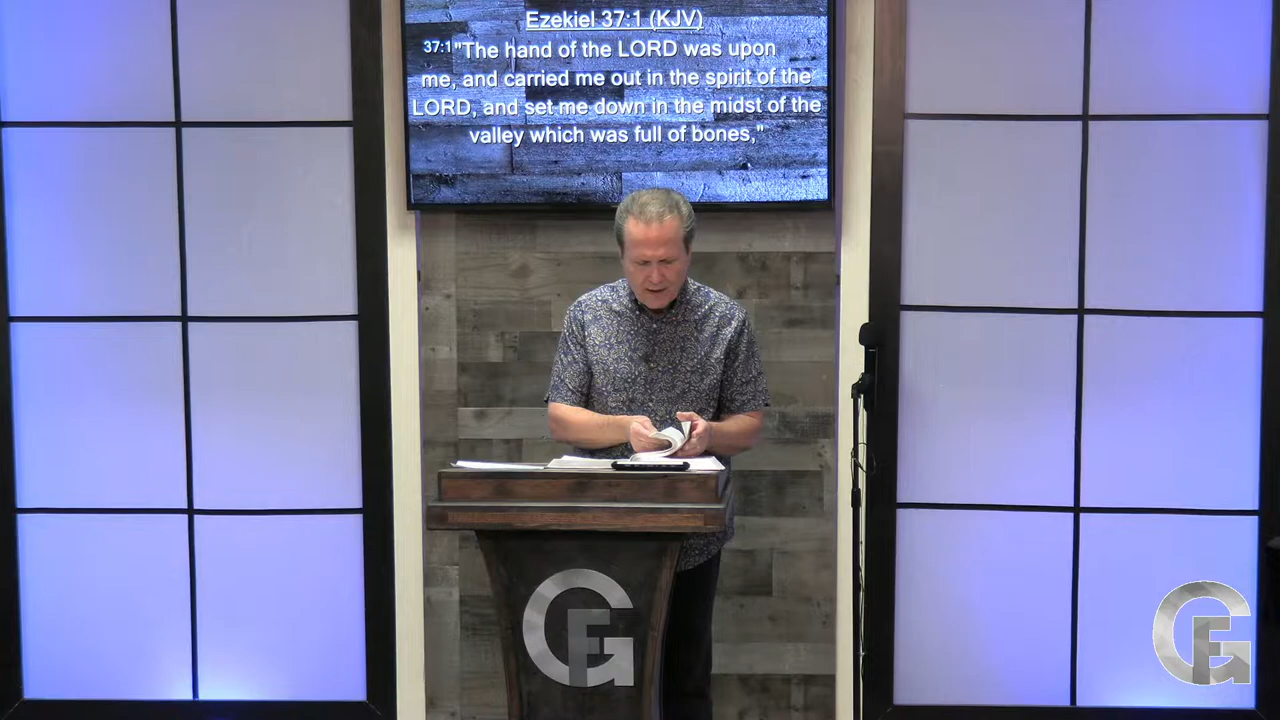 Ezekiel 37:1 (KJV)
37:1"The hand of the LORD was upon
me, and carried me out in the spirit of the
LORD, and set me down in the midst of the
valley which was full of bones,"
GF
GF